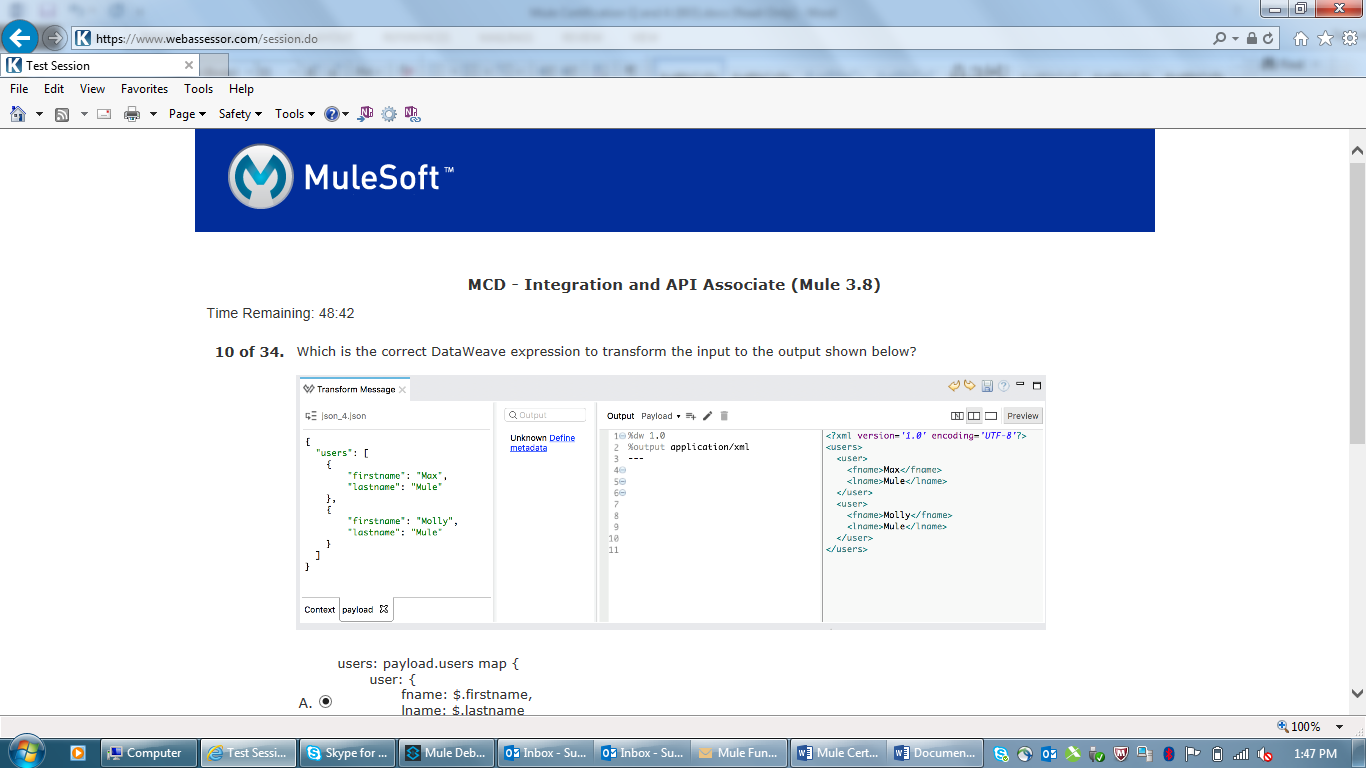 https://www.webassessor.com/session.do
Test Session
File Edit View Favorites Tools Help
Page Safety Tools
MuleSoft™
MCD - Integration and API Associate (Mule 3.8)
Time Remaining: 48:42
10 of 34. Which is the correct DataWeave expression to transform the input to the output shown below?
Transform Message
json_4.json
Output
Output Payload
Preview
{
"users": [
{
"firstname": "Max",
"lastname": "Mule"
},
{
"firstname": "Molly",
"lastname": "Mule"
}
]
}
Context payload
Unknown Define
metadata
1 %dw 1.0
2 %output application/xml
3 ---
4
5
6
7
8
9
10
11
<?xml version='1.0' encoding='UTF-8'?>
<users>
<user>
<fname>Max</fname>
<lname>Mule</lname>
</user>
<user>
<fname>Molly</fname>
<lname>Mule</lname>
</user>
</users>
users: payload.users map {
user: {
A. fname: $.firstname,
lname: $.lastname
100%
Computer
Test Sessi...
Skype for ...
Mule Deb...
Inbox - Su...
Inbox - Su...
Mule Fun...
Mule Cert...
Documen...
1:47 PM